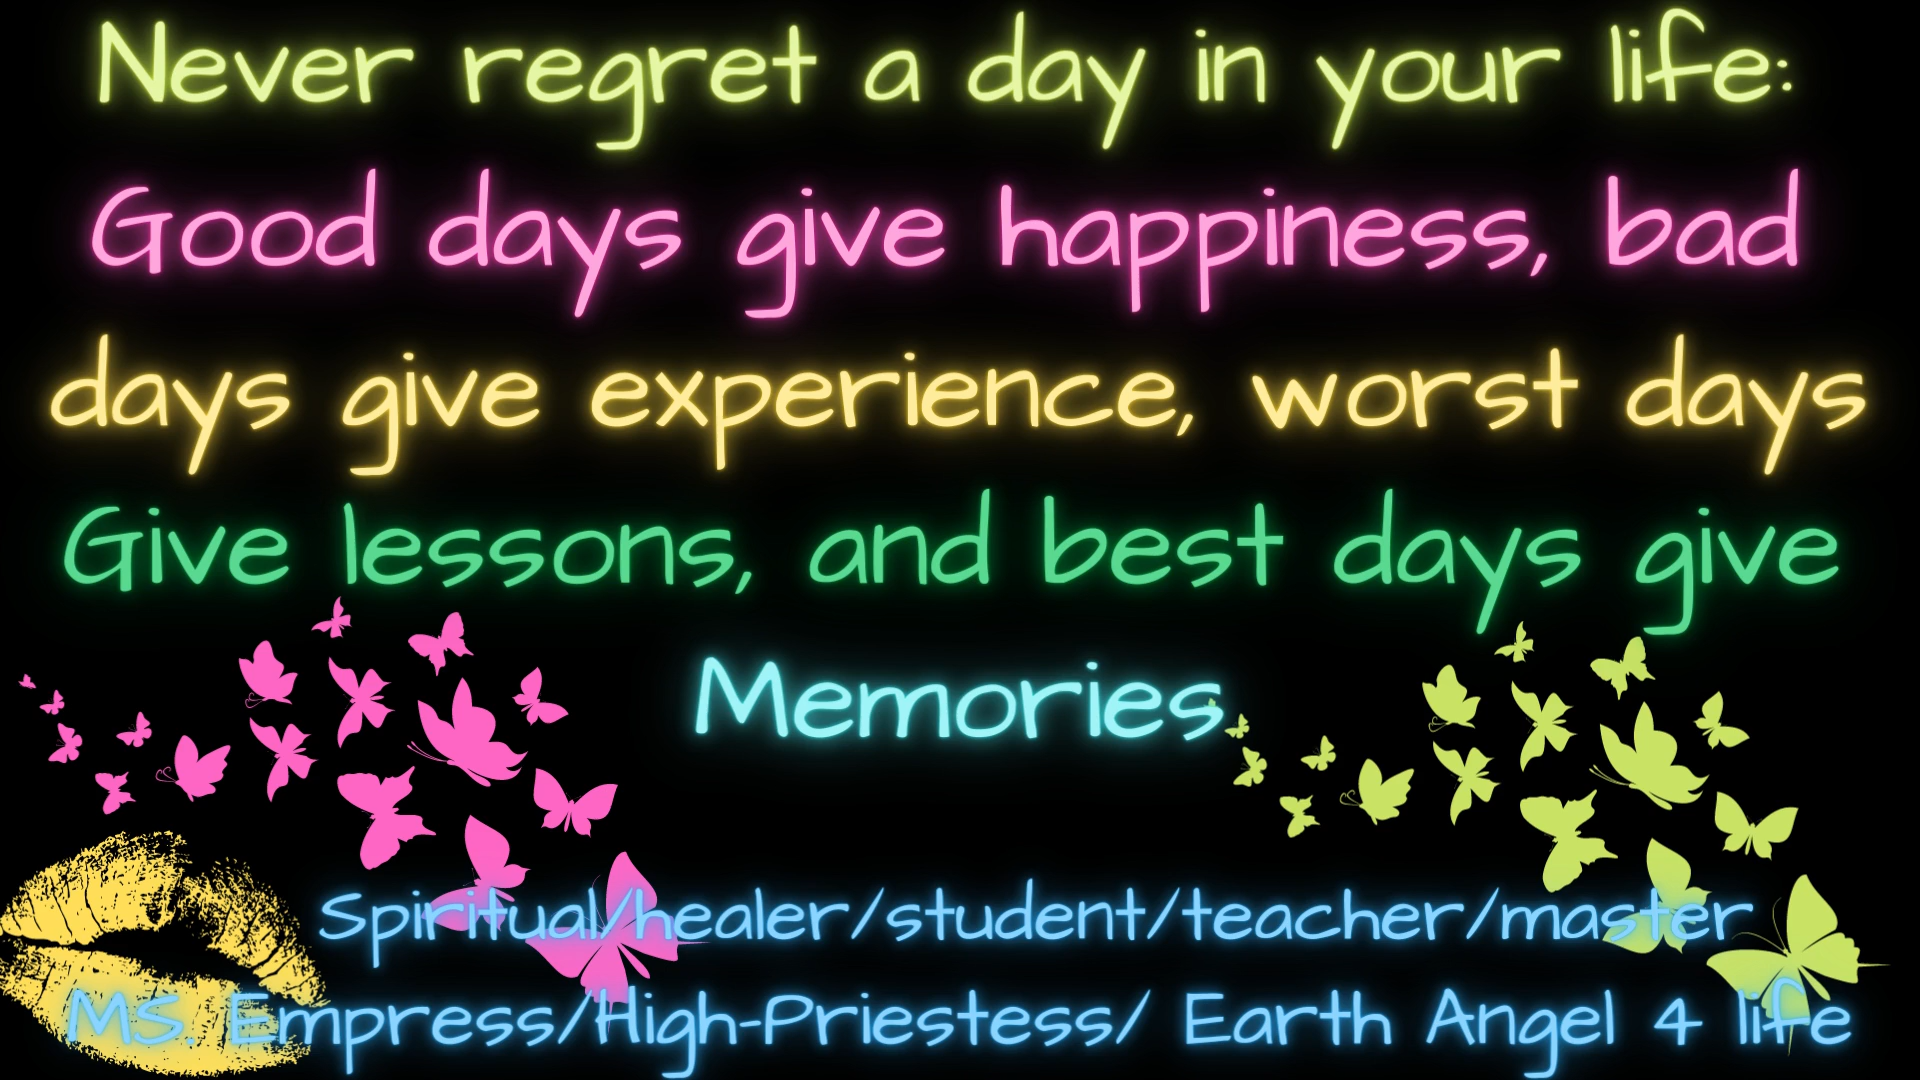 Never regret a day in your life:
Good days give happiness, bad
days give experience, worst days
Give lessons, and best days give
Memories
Spiritual/healer/student/teacher/master
MS. Empress/High-Priestess/ Earth Angel 4 life